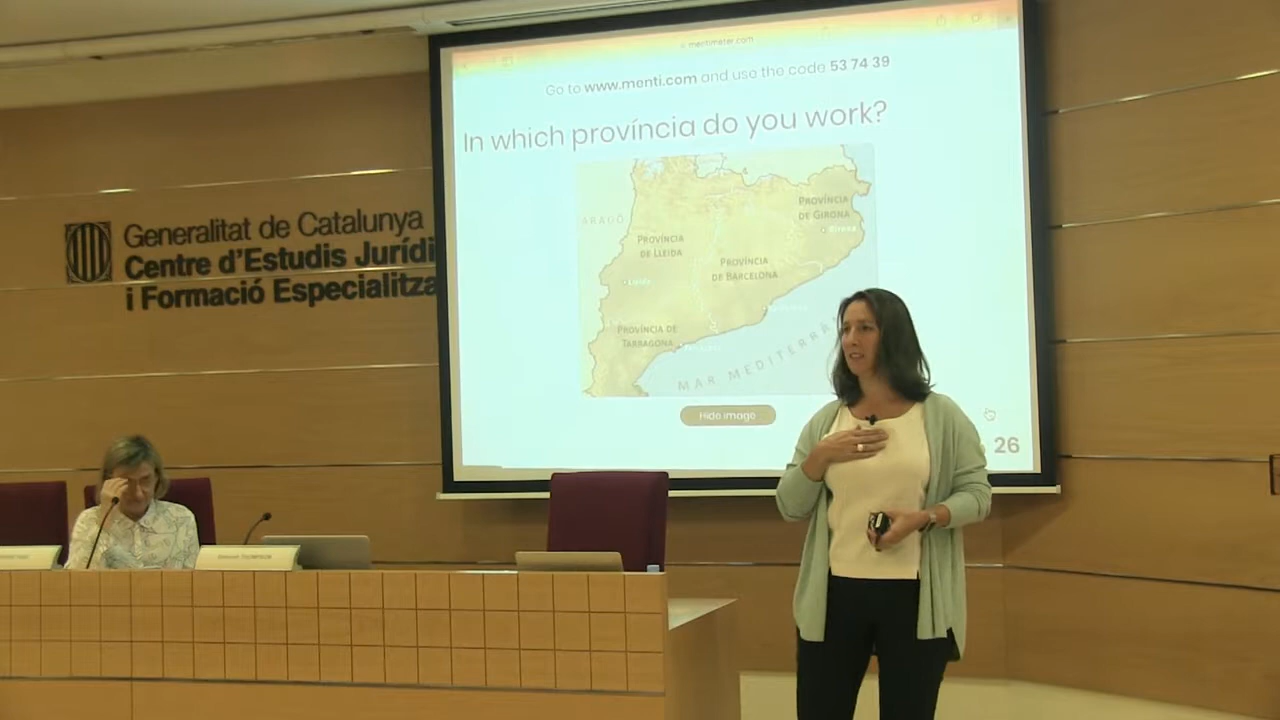 mentimeter.com
Go to www.menti.com and use the code 53 74 39
In which província do you work?
ARAGÓ
PROVÍNCIA
DE GIRONA
Girona
PROVÍNCIA
DE LLEIDA
PROVÍNCIA
DE BARCELONA
Lleida
PROVÍNCIA DE
TARRAGONA
MAR MEDITERRÀ
Hide image
26
Generalitat de Catalunya
Centre d'Estudis Jurídi
i Formació Especialitza